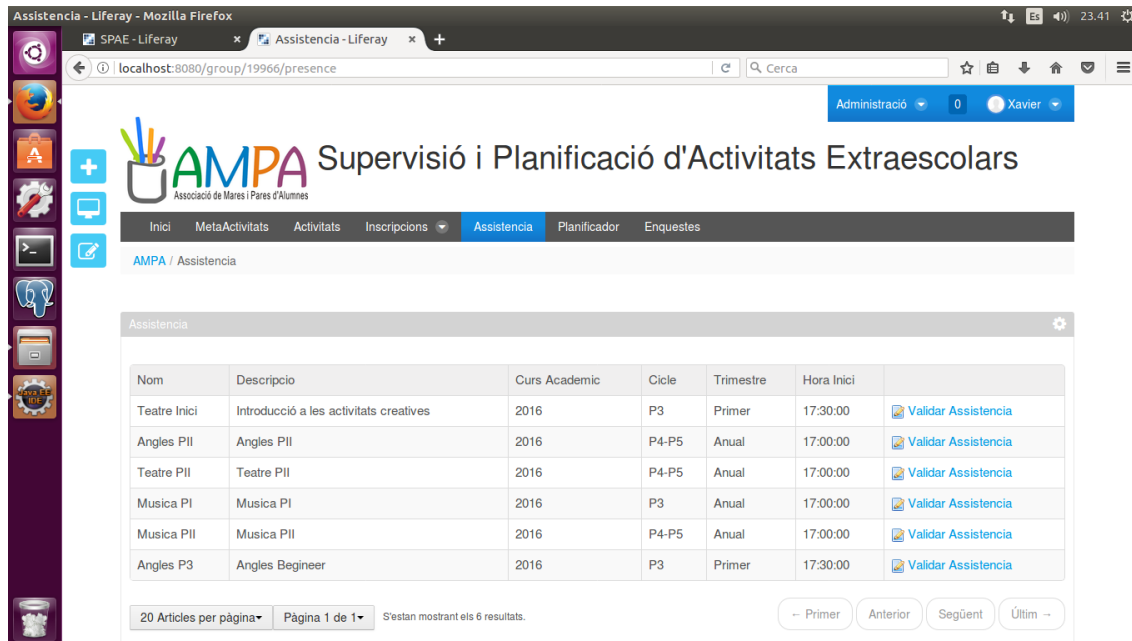 Assistencia - Liferay - Mozilla Firefox
Es 23.41
SPAE - Liferay × Assistencia - Liferay × +
localhost:8080/group/19966/presence Cerca
Administració 0 Xavier
AMPA Supervisió i Planificació d'Activitats Extraescolars
Associació de Mares i Pares d'Alumnes
Inici MetaActivitats Activitats Inscripcions Assistencia Planificador Enquestes
AMPA / Assistencia
Assistencia
Nom Descripcio Curs Academic Cicle Trimestre Hora Inici
Teatre Inici Introducció a les activitats creatives 2016 P3 Primer 17:30:00 Validar Assistencia
Angles PII Angles PII 2016 P4-P5 Anual 17:00:00 Validar Assistencia
Teatre PII Teatre PII 2016 P4-P5 Anual 17:00:00 Validar Assistencia
Musica PI Musica PI 2016 P3 Anual 17:00:00 Validar Assistencia
Musica PII Musica PII 2016 P4-P5 Anual 17:00:00 Validar Assistencia
Angles P3 Angles Begineer 2016 P3 Primer 17:30:00 Validar Assistencia
20 Articles per pàgina Pàgina 1 de 1 S'estan mostrant els 6 resultats. ← Primer Anterior Següent Últim →
Java EE
IDE